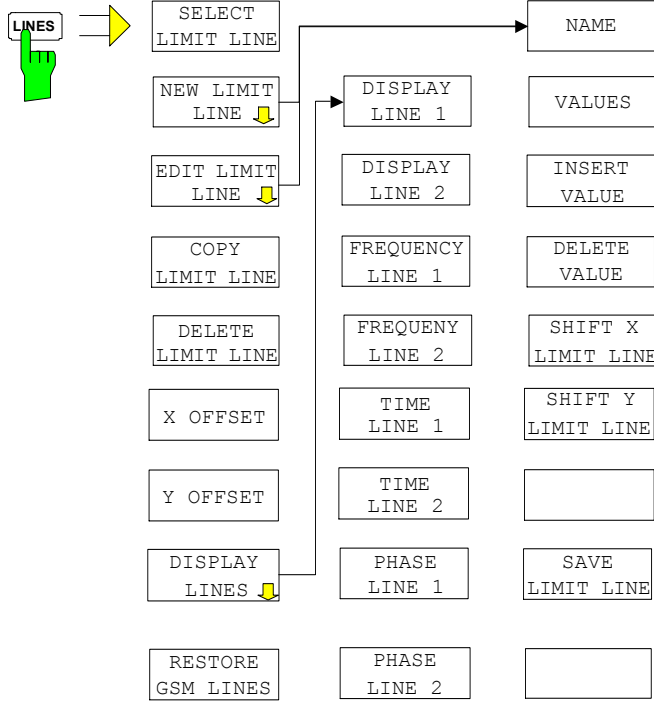 LINES
SELECT
LIMIT LINE
NEW LIMIT
LINE
EDIT LIMIT
LINE
COPY
LIMIT LINE
DELETE
LIMIT LINE
X OFFSET
Y OFFSET
DISPLAY
LINES
RESTORE
GSM LINES
DISPLAY
LINE 1
DISPLAY
LINE 2
FREQUENCY
LINE 1
FREQUENY
LINE 2
TIME
LINE 1
TIME
LINE 2
PHASE
LINE 1
PHASE
LINE 2
NAME
VALUES
INSERT
VALUE
DELETE
VALUE
SHIFT X
LIMIT LINE
SHIFT Y
LIMIT LINE
SAVE
LIMIT LINE